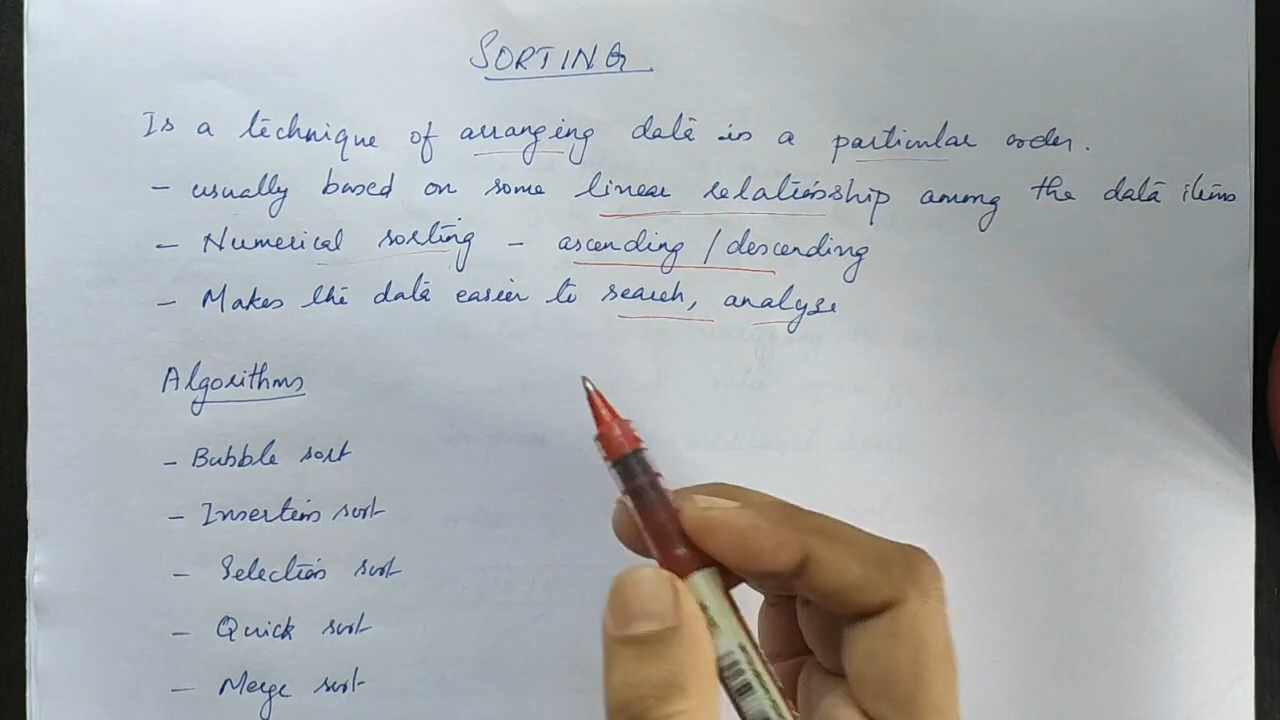 SORTING
Is a technique of arranging data in a particular order.
- usually based on some linear relationship among the data items
- Numerical sorting - ascending / descending
- Makes the data easier to search, analyze
Algorithms
- Bubble sort
- Insertion sort
- Selection sort
- Quick sort
- Merge sort